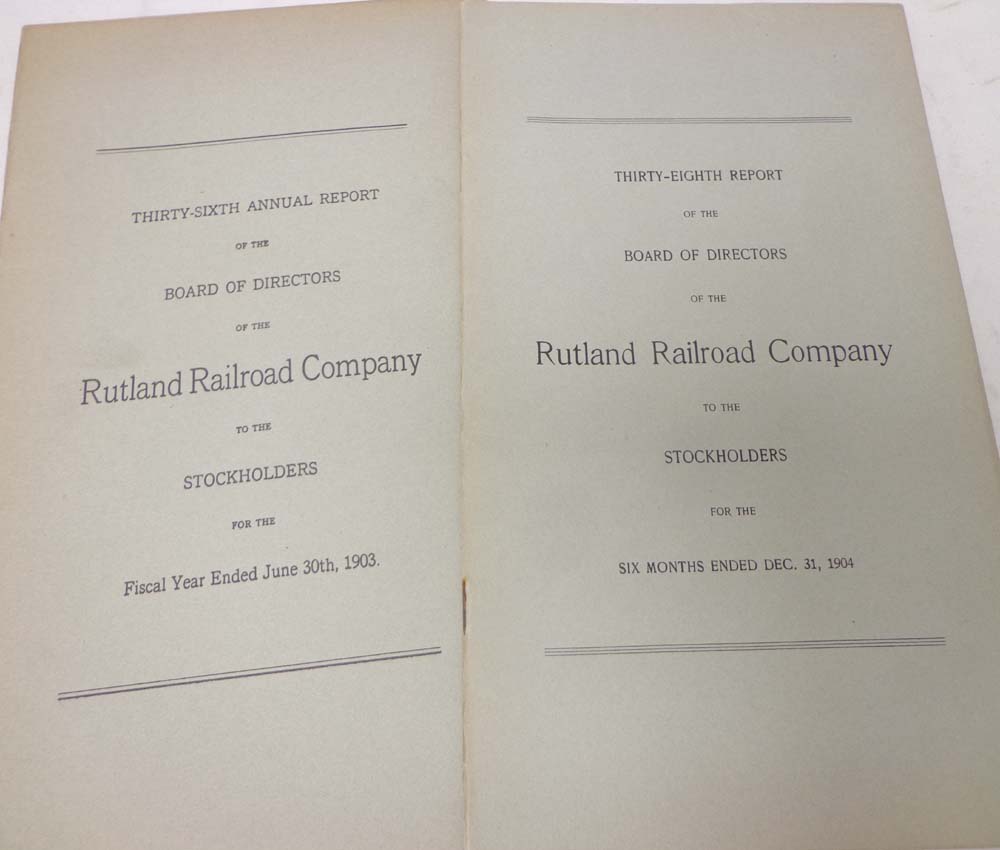 THIRTY-SIXTH ANNUAL REPORT
OF THE
BOARD OF DIRECTORS
OF THE
Rutland Railroad Company
TO THE
STOCKHOLDERS
FOR THE
Fiscal Year Ended June 30th, 1903.
THIRTY-EIGHTH REPORT
OF THE
BOARD OF DIRECTORS
OF THE
Rutland Railroad Company
TO THE
STOCKHOLDERS
FOR THE
SIX MONTHS ENDED DEC. 31, 1904